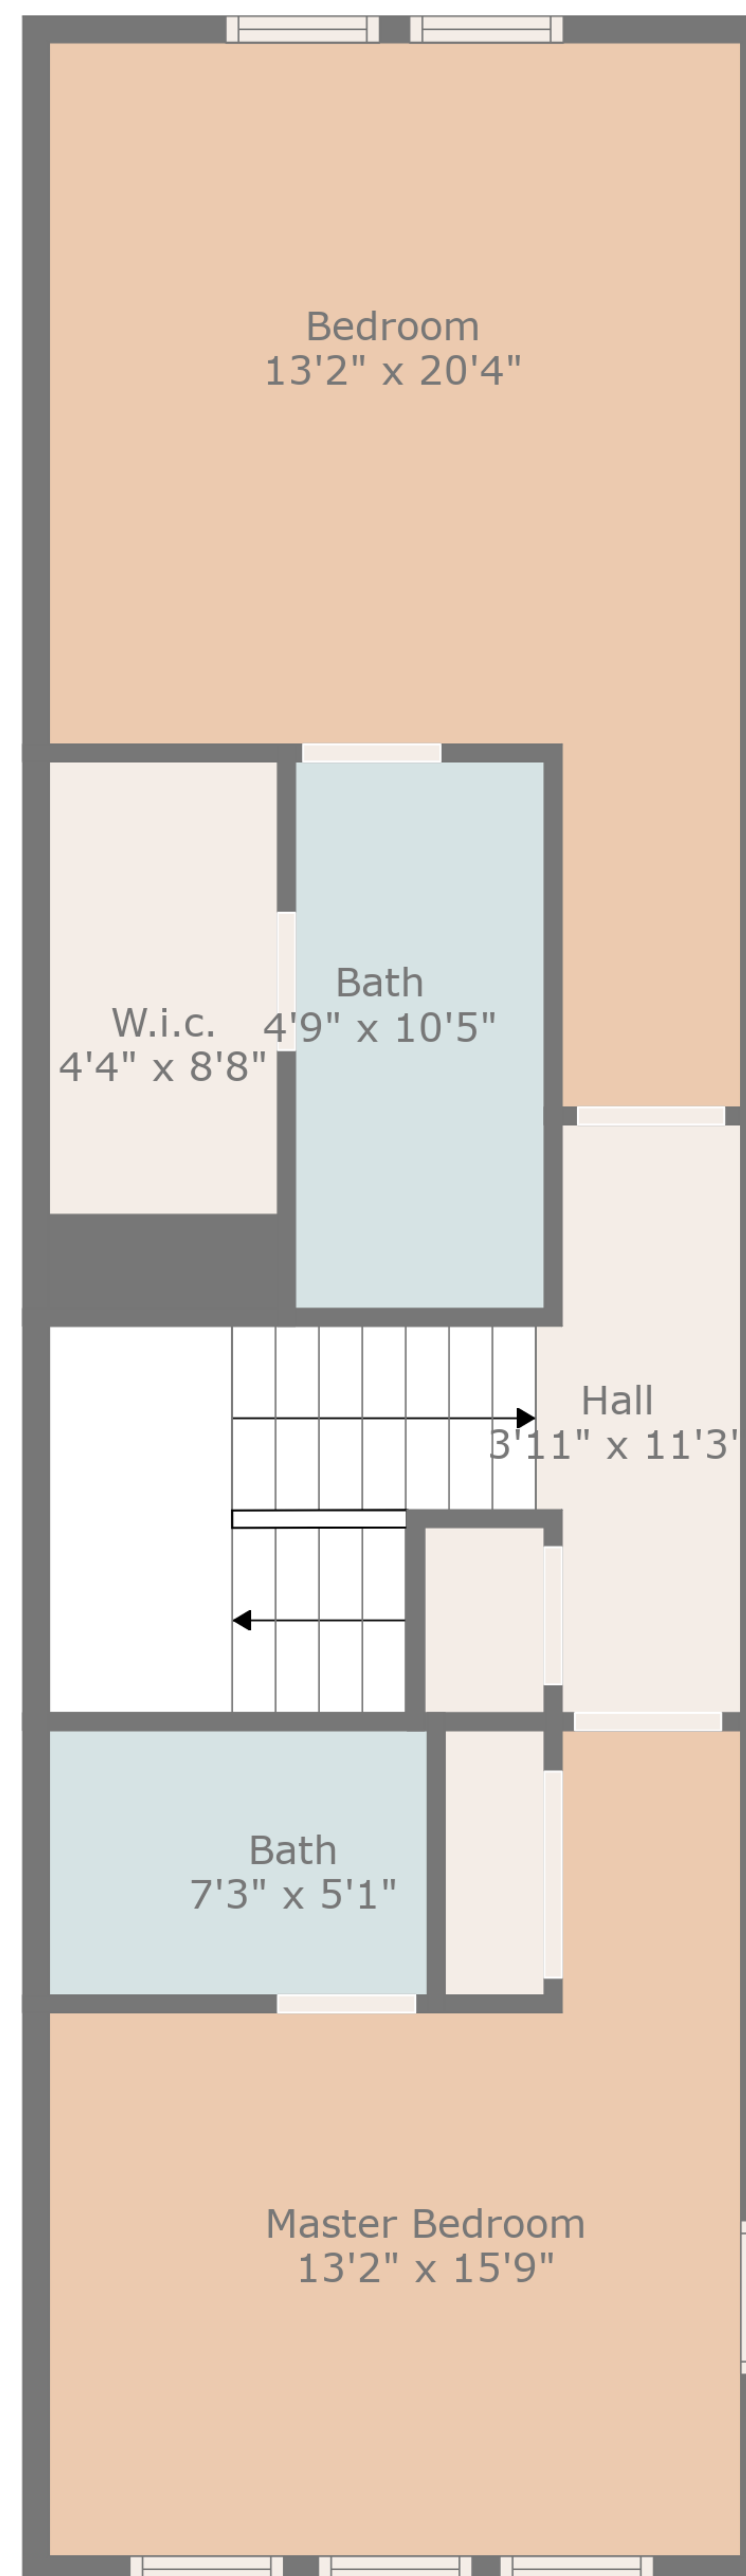 Bedroom
13'2" x 20'4"
Bath
4'9" x 10'5"
W.i.c.
4'4" x 8'8"
Hall
3'11" x 11'3'
Bath
7'3" x 5'1"
Master Bedroom
13'2" x 15'9"